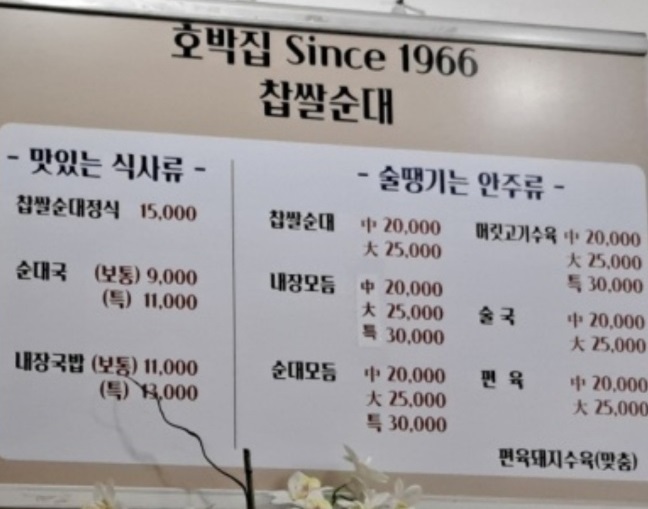 호박집 Since 1966
찹쌀순대
- 맛있는 식사류 -
찹쌀순대정식 15,000
순대국 (보통) 9,000
(특) 11,000
내장국밥 (보통) 11,000
(특) 13,000
- 술땡기는 안주류 -
찹쌀순대 中 20,000
大 25,000
내장모듬 中 20,000
大 25,000
특 30,000
순대모듬 中 20,000
大 25,000
특 30,000
머릿고기수육 中 20,000
大 25,000
특 30,000
술국 中 20,000
大 25,000
편육 中 20,000
大 25,000
편육돼지수육(맞춤)